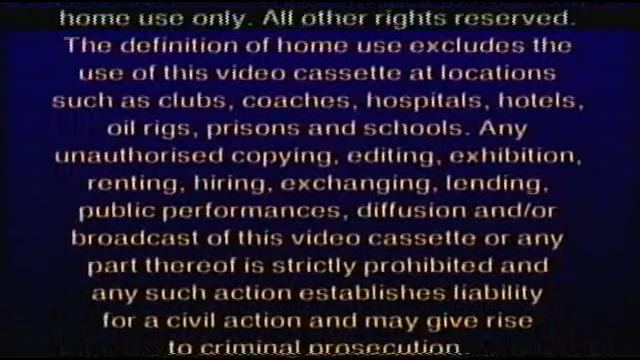 home use only. All other rights reserved.
The definition of home use excludes the
use of this video cassette at locations
such as clubs, coaches, hospitals, hotels,
oil rigs, prisons and schools. Any
unauthorised copying, editing, exhibition,
renting, hiring, exchanging, lending,
public performances, diffusion and/or
broadcast of this video cassette or any
part thereof is strictly prohibited and
any such action establishes liability
for a civil action and may give rise
to criminal prosecution.